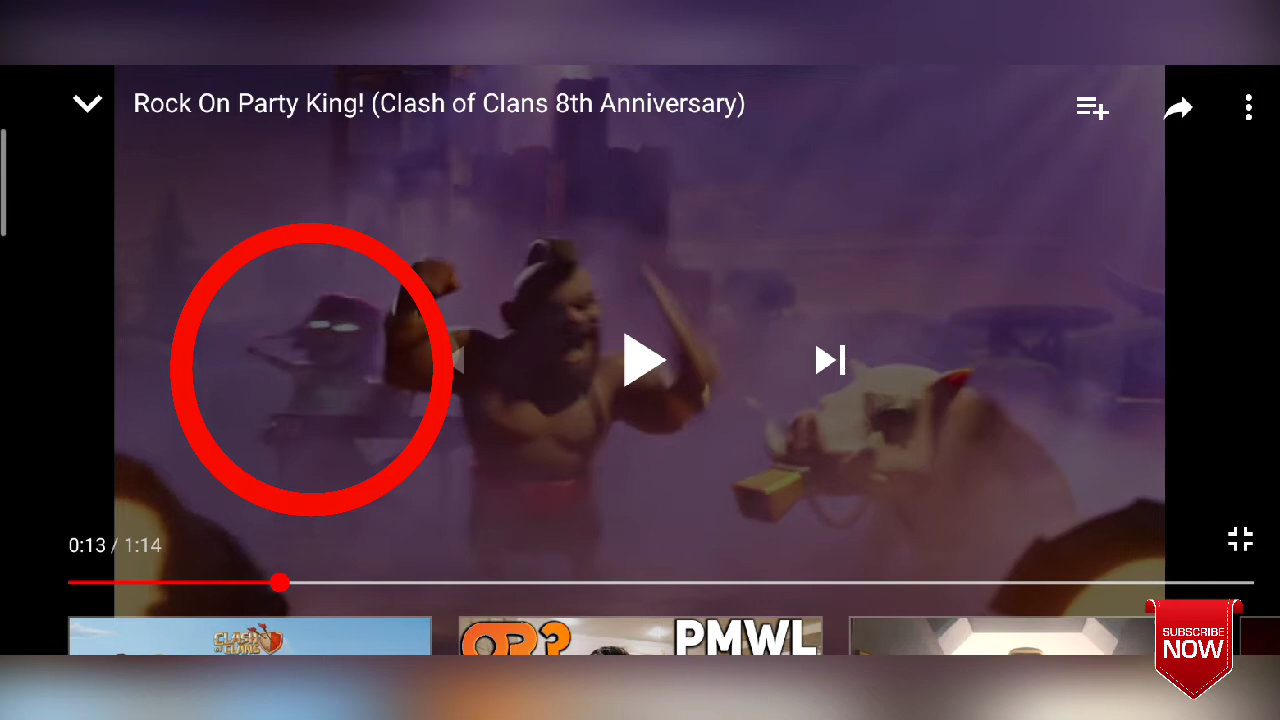 Rock On Party King! (Clash of Clans 8th Anniversary)
0:13 / 1:14
CLASH
OF
CLANS
OP?
PMWL
SUBSCRIBE
NOW